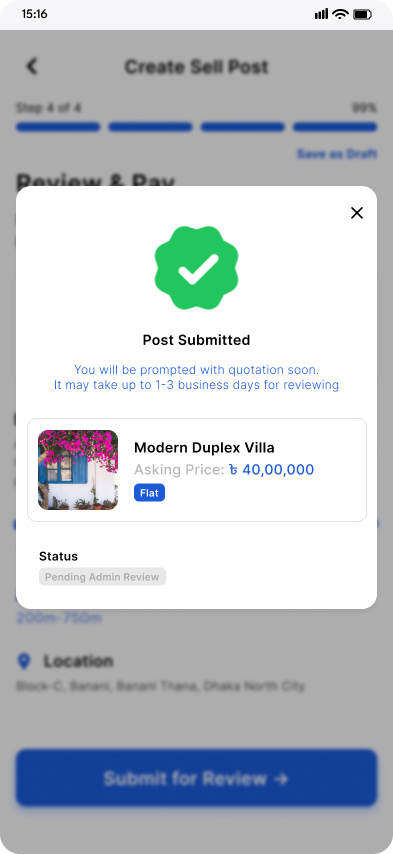 15:16
Create Sell Post
Step 4 of 4
99%
Save as Draft
Review & Pay
Post Submitted
You will be prompted with quotation soon.
It may take up to 1-3 business days for reviewing
Modern Duplex Villa
Asking Price: ৳ 40,00,000
Flat
Status
Pending Admin Review
200m-750m
Location
Block-C, Banani, Banani Thana, Dhaka North City
Submit for Review →